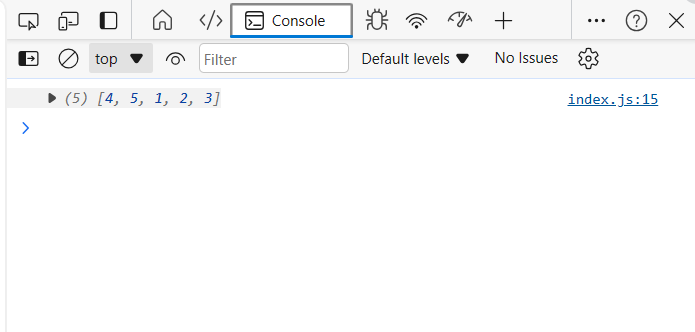 Console
top Filter Default levels No Issues
(5) [4, 5, 1, 2, 3] index.js:15